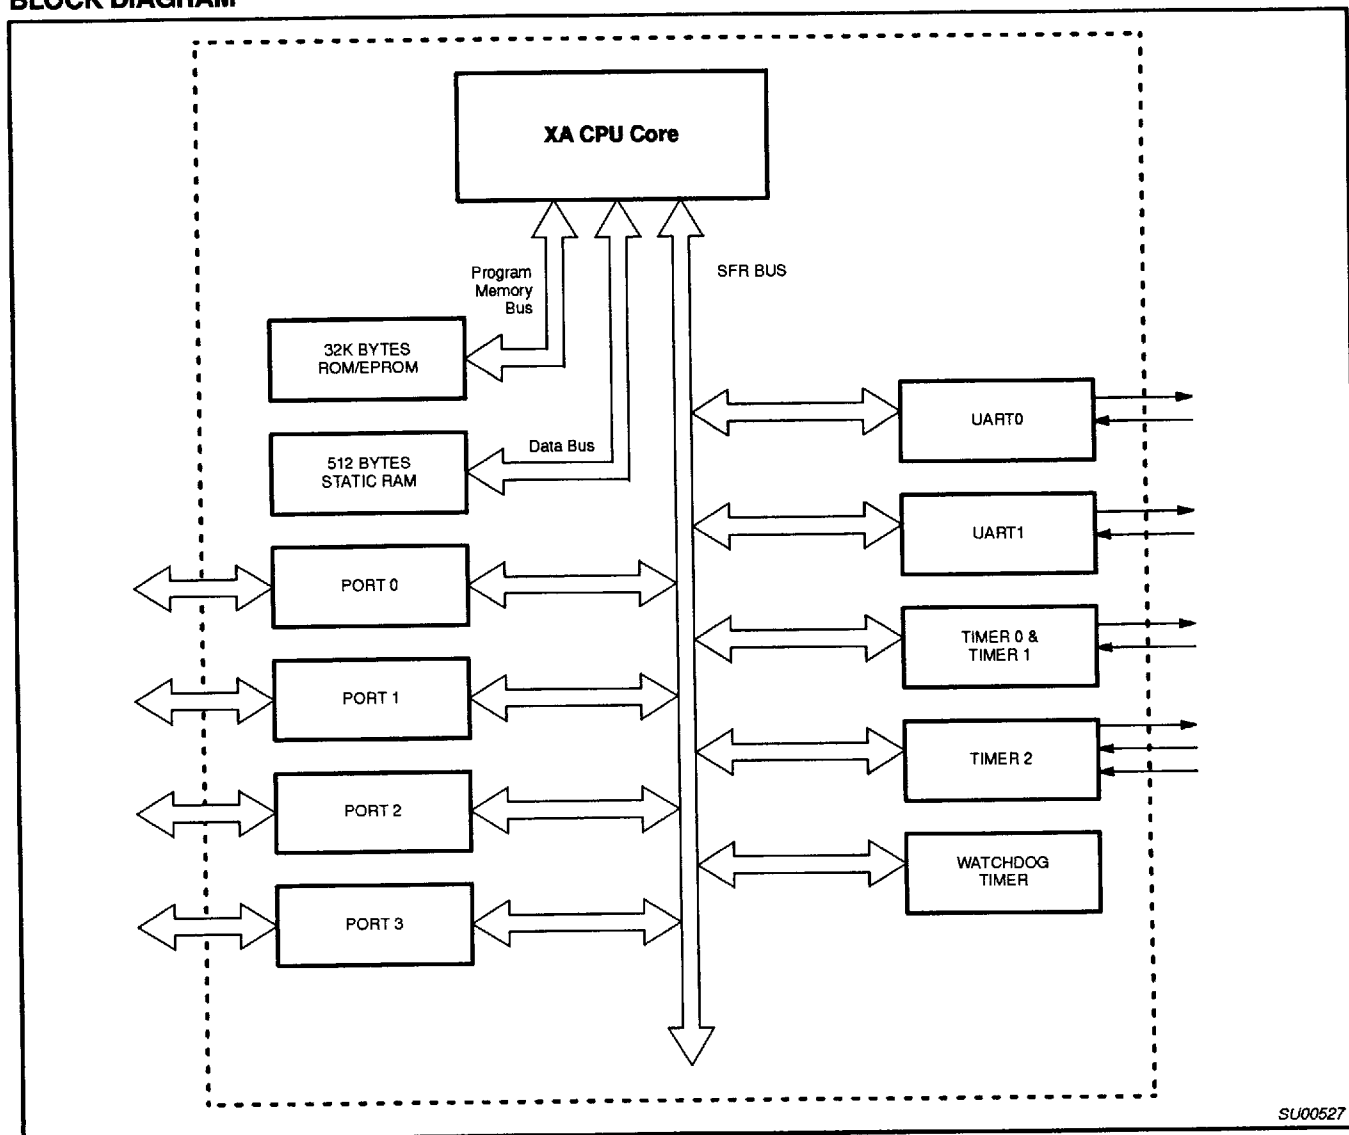 BLOCK DIAGRAM
XA CPU Core
Program
Memory
Bus
SFR BUS
32K BYTES
ROM/EPROM
Data Bus
512 BYTES
STATIC RAM
UART0
UART1
PORT 0
TIMER 0 &
TIMER 1
PORT 1
TIMER 2
PORT 2
WATCHDOG
TIMER
PORT 3
SU00527